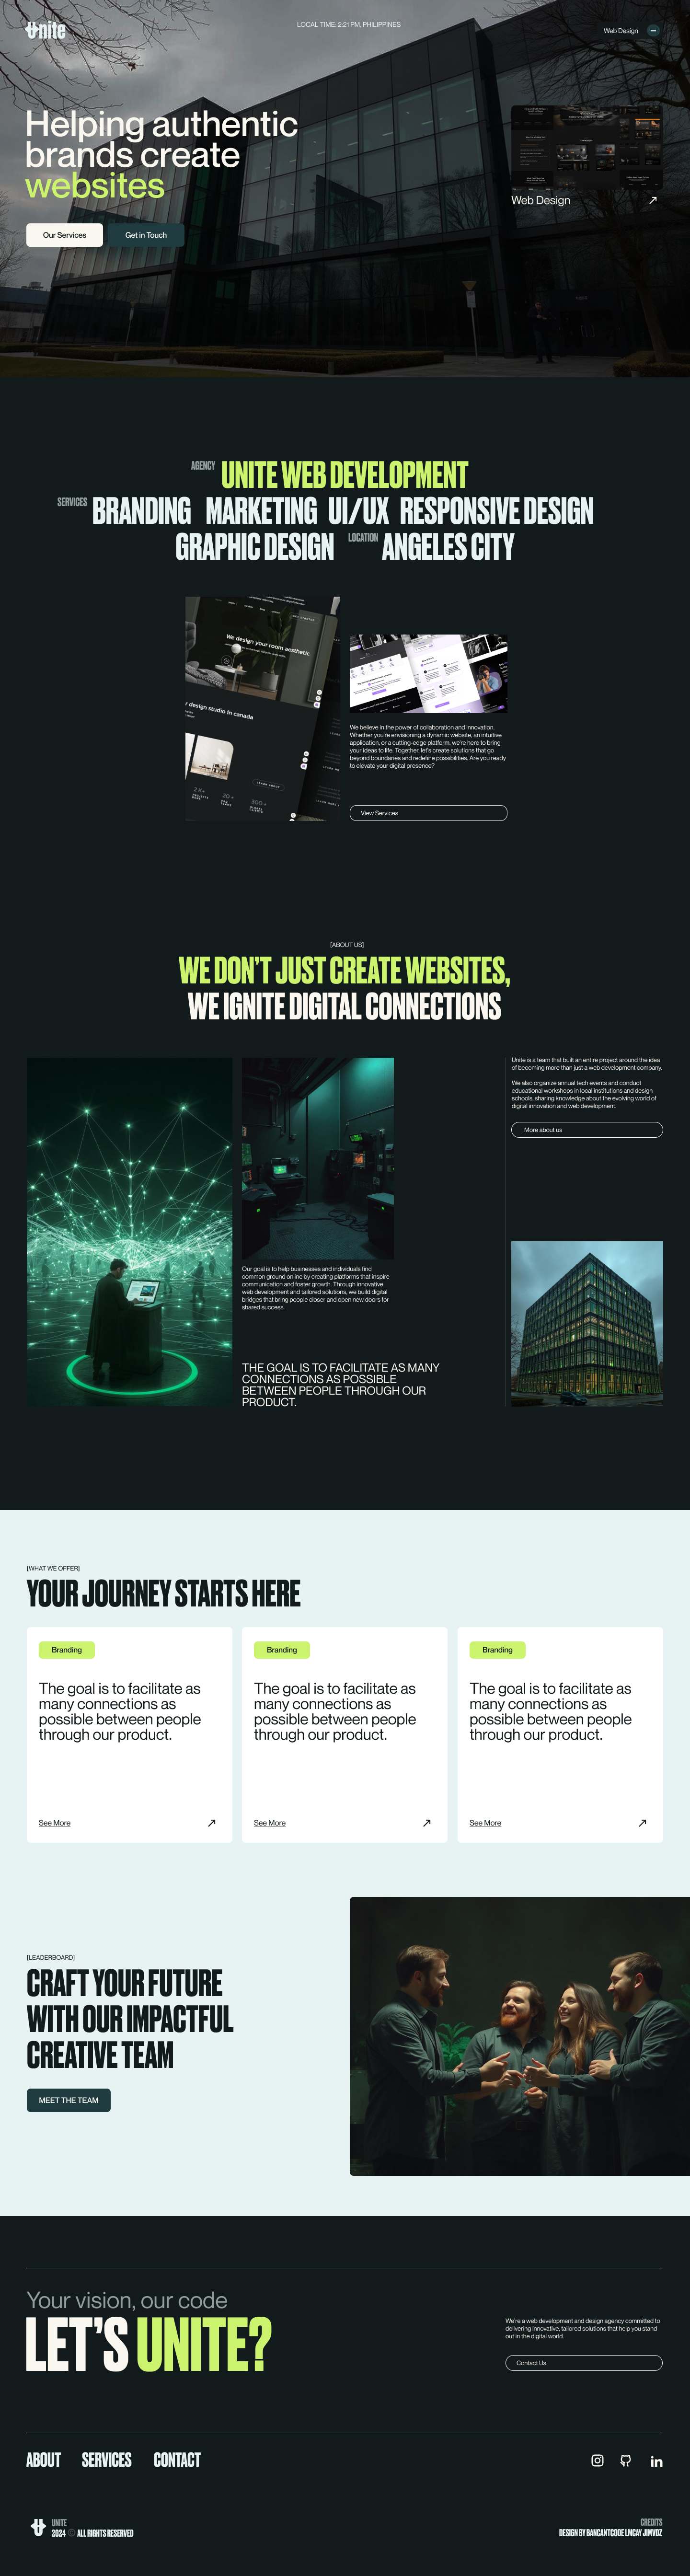 Unite
LOCAL TIME: 2:21 PM, PHILIPPINES
Web Design
Helping authentic
brands create
websites
Our Services
Get in Touch
Web Design
AGENCY UNITE WEB DEVELOPMENT
SERVICES BRANDING MARKETING UI/UX RESPONSIVE DESIGN
GRAPHIC DESIGN LOCATION ANGELES CITY
We design your room aesthetic
r design studio in canada
LEARN ABOUT
2 K+
20 +
300 +
We believe in the power of collaboration and innovation.
Whether you're envisioning a dynamic website, an intuitive
application, or a cutting-edge platform, we're here to bring
your ideas to life. Together, let's create solutions that go
beyond boundaries and redefine possibilities. Are you ready
to elevate your digital presence?
View Services
[ABOUT US]
WE DON'T JUST CREATE WEBSITES,
WE IGNITE DIGITAL CONNECTIONS
Unite is a team that built an entire project around the idea
of becoming more than just a web development company.
We also organize annual tech events and conduct
educational workshops in local institutions and design
schools, sharing knowledge about the evolving world of
digital innovation and web development.
More about us
Our goal is to help businesses and individuals find
common ground online by creating platforms that inspire
communication and foster growth. Through innovative
web development and tailored solutions, we build digital
bridges that bring people closer and open new doors for
shared success.
THE GOAL IS TO FACILITATE AS MANY
CONNECTIONS AS POSSIBLE
BETWEEN PEOPLE THROUGH OUR
PRODUCT.
[WHAT WE OFFER]
YOUR JOURNEY STARTS HERE
Branding
The goal is to facilitate as
many connections as
possible between people
through our product.
See More
Branding
The goal is to facilitate as
many connections as
possible between people
through our product.
See More
Branding
The goal is to facilitate as
many connections as
possible between people
through our product.
See More
[LEADERBOARD]
CRAFT YOUR FUTURE
WITH OUR IMPACTFUL
CREATIVE TEAM
MEET THE TEAM
Your vision, our code
LET'S UNITE?
We're a web development and design agency committed to
delivering innovative, tailored solutions that help you stand
out in the digital world.
Contact Us
ABOUT SERVICES CONTACT
UNITE
2024 © ALL RIGHTS RESERVED
CREDITS
DESIGN BY BANCANTCODE LMCAY JIMVDZ